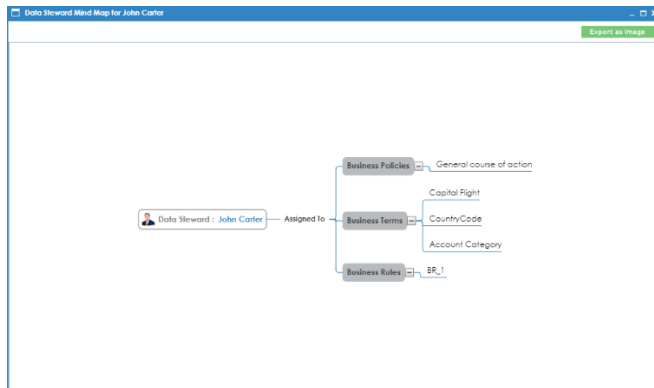 Data Steward Mind Map for John Carter
Export as Image
Business Policies
General course of action
Capital Flight
Data Steward : John Carter
Assigned To
Business Terms
CountryCode
Account Category
Business Rules
BR_1